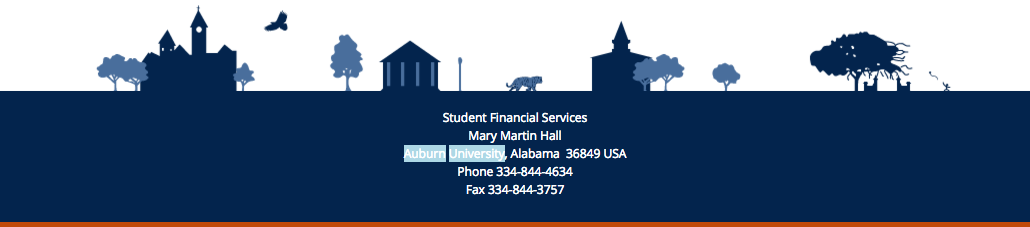 Student Financial Services
Mary Martin Hall
Auburn University, Alabama  36849 USA
Phone 334-844-4634
Fax 334-844-3757